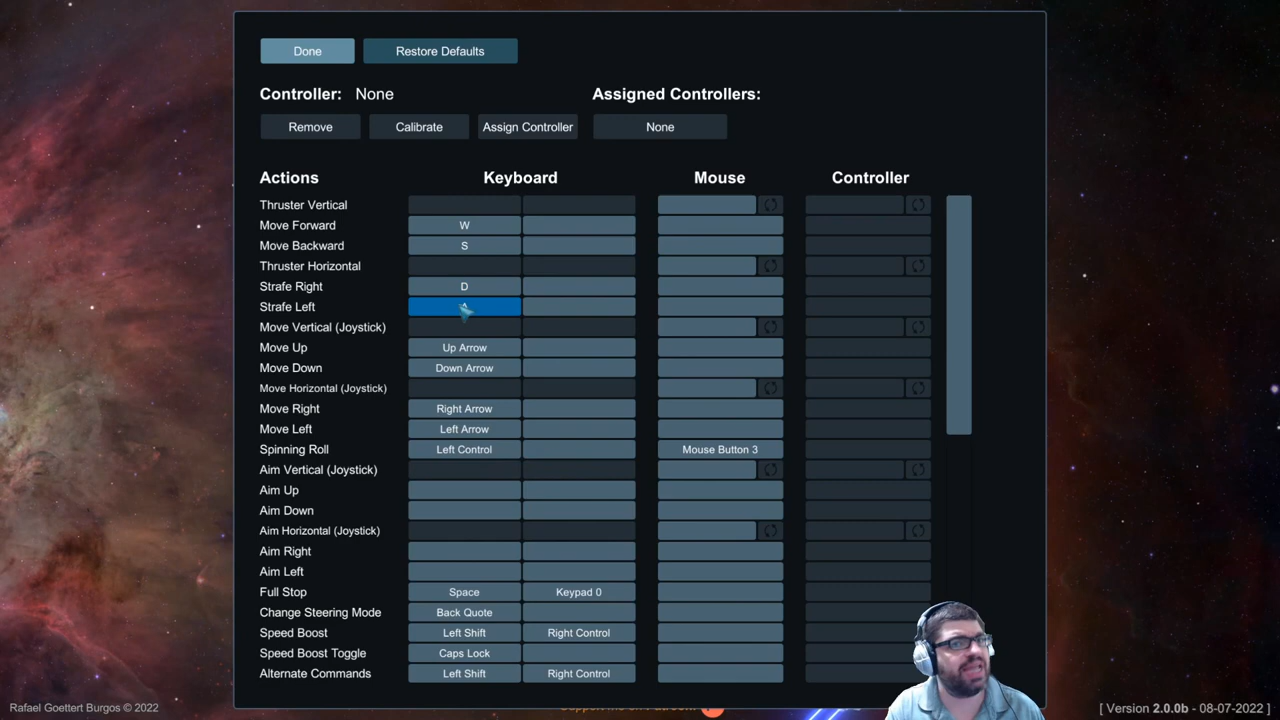 Done
Restore Defaults
Controller: None
Assigned Controllers:
Remove
Calibrate
Assign Controller
None
Actions
Keyboard
Mouse
Controller
Thruster Vertical
Move Forward W
Move Backward S
Thruster Horizontal
Strafe Right D
Strafe Left
Move Vertical (Joystick)
Move Up Up Arrow
Move Down Down Arrow
Move Horizontal (Joystick)
Move Right Right Arrow
Move Left Left Arrow
Spinning Roll Left Control Mouse Button 3
Aim Vertical (Joystick)
Aim Up
Aim Down
Aim Horizontal (Joystick)
Aim Right
Aim Left
Full Stop Space Keypad 0
Change Steering Mode Back Quote
Speed Boost Left Shift Right Control
Speed Boost Toggle Caps Lock
Alternate Commands Left Shift Right Control
Rafael Goettert Burgos © 2022
[ Version 2.0.0b - 08-07-2022 ]